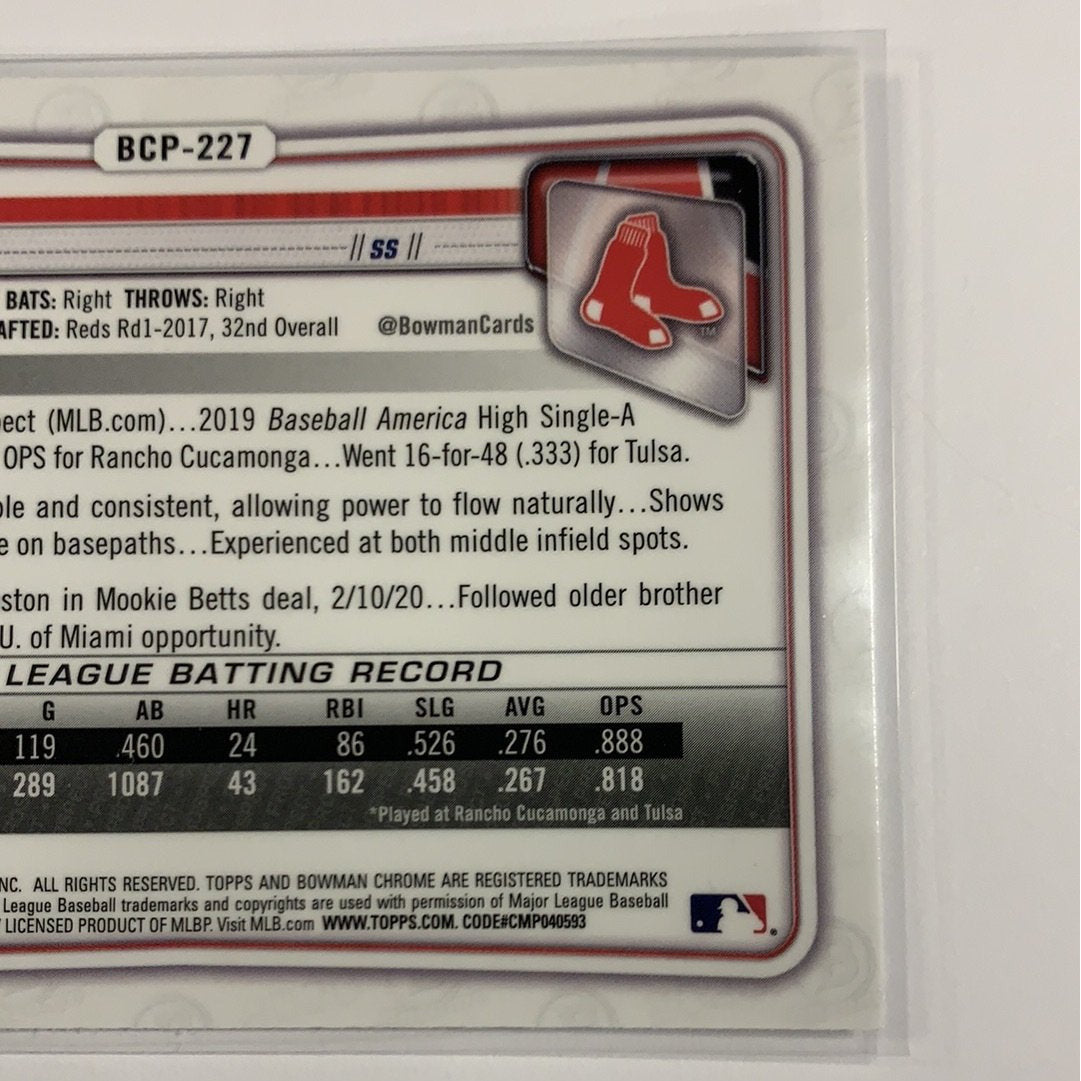 BCP-227
// SS //
BATS: Right THROWS: Right
AFTED: Reds Rd1-2017, 32nd Overall @BowmanCards
ect (MLB.com)...2019 Baseball America High Single-A
OPS for Rancho Cucamonga...Went 16-for-48 (.333) for Tulsa.
le and consistent, allowing power to flow naturally...Shows
e on basepaths...Experienced at both middle infield spots.
ston in Mookie Betts deal, 2/10/20...Followed older brother
U. of Miami opportunity.
LEAGUE BATTING RECORD
G AB HR RBI SLG AVG OPS
119 460 24 86 .526 .276 .888
289 1087 43 162 .458 .267 .818
*Played at Rancho Cucamonga and Tulsa
NC. ALL RIGHTS RESERVED. TOPPS AND BOWMAN CHROME ARE REGISTERED TRADEMARKS
League Baseball trademarks and copyrights are used with permission of Major League Baseball
LICENSED PRODUCT OF MLBP. Visit MLB.com WWW.TOPPS.COM. CODE#CMP040593